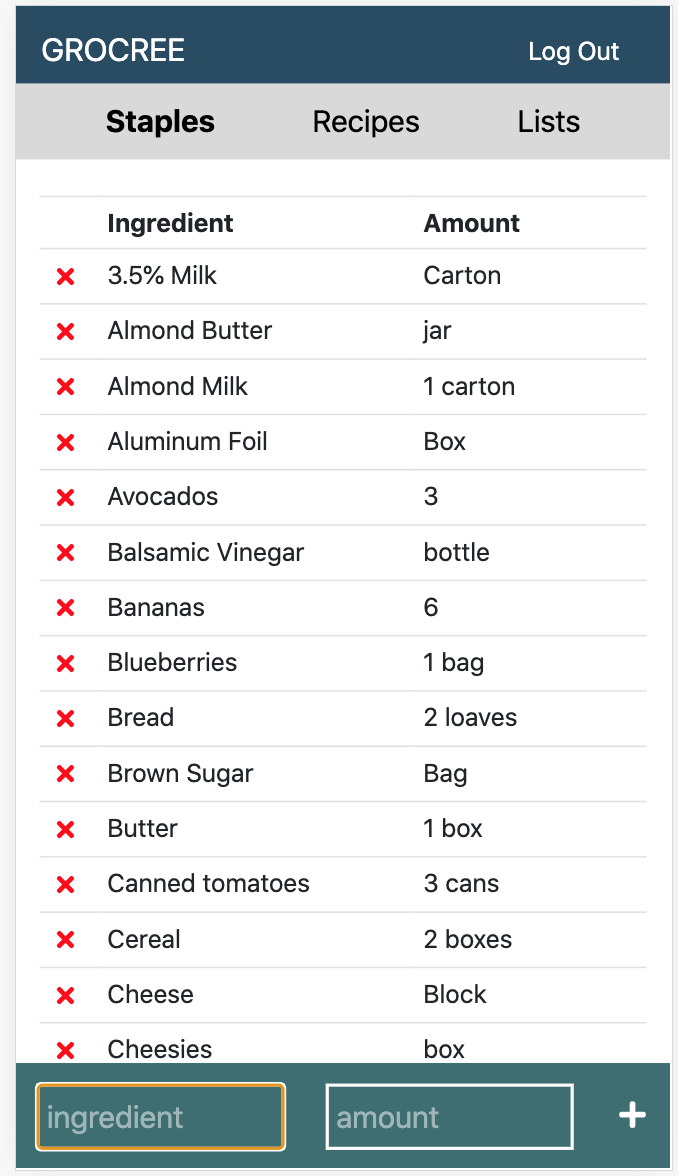 GROCREE Log Out
Staples Recipes Lists
Ingredient Amount
3.5% Milk Carton
Almond Butter jar
Almond Milk 1 carton
Aluminum Foil Box
Avocados 3
Balsamic Vinegar bottle
Bananas 6
Blueberries 1 bag
Bread 2 loaves
Brown Sugar Bag
Butter 1 box
Canned tomatoes 3 cans
Cereal 2 boxes
Cheese Block
Cheesies box
ingredient amount